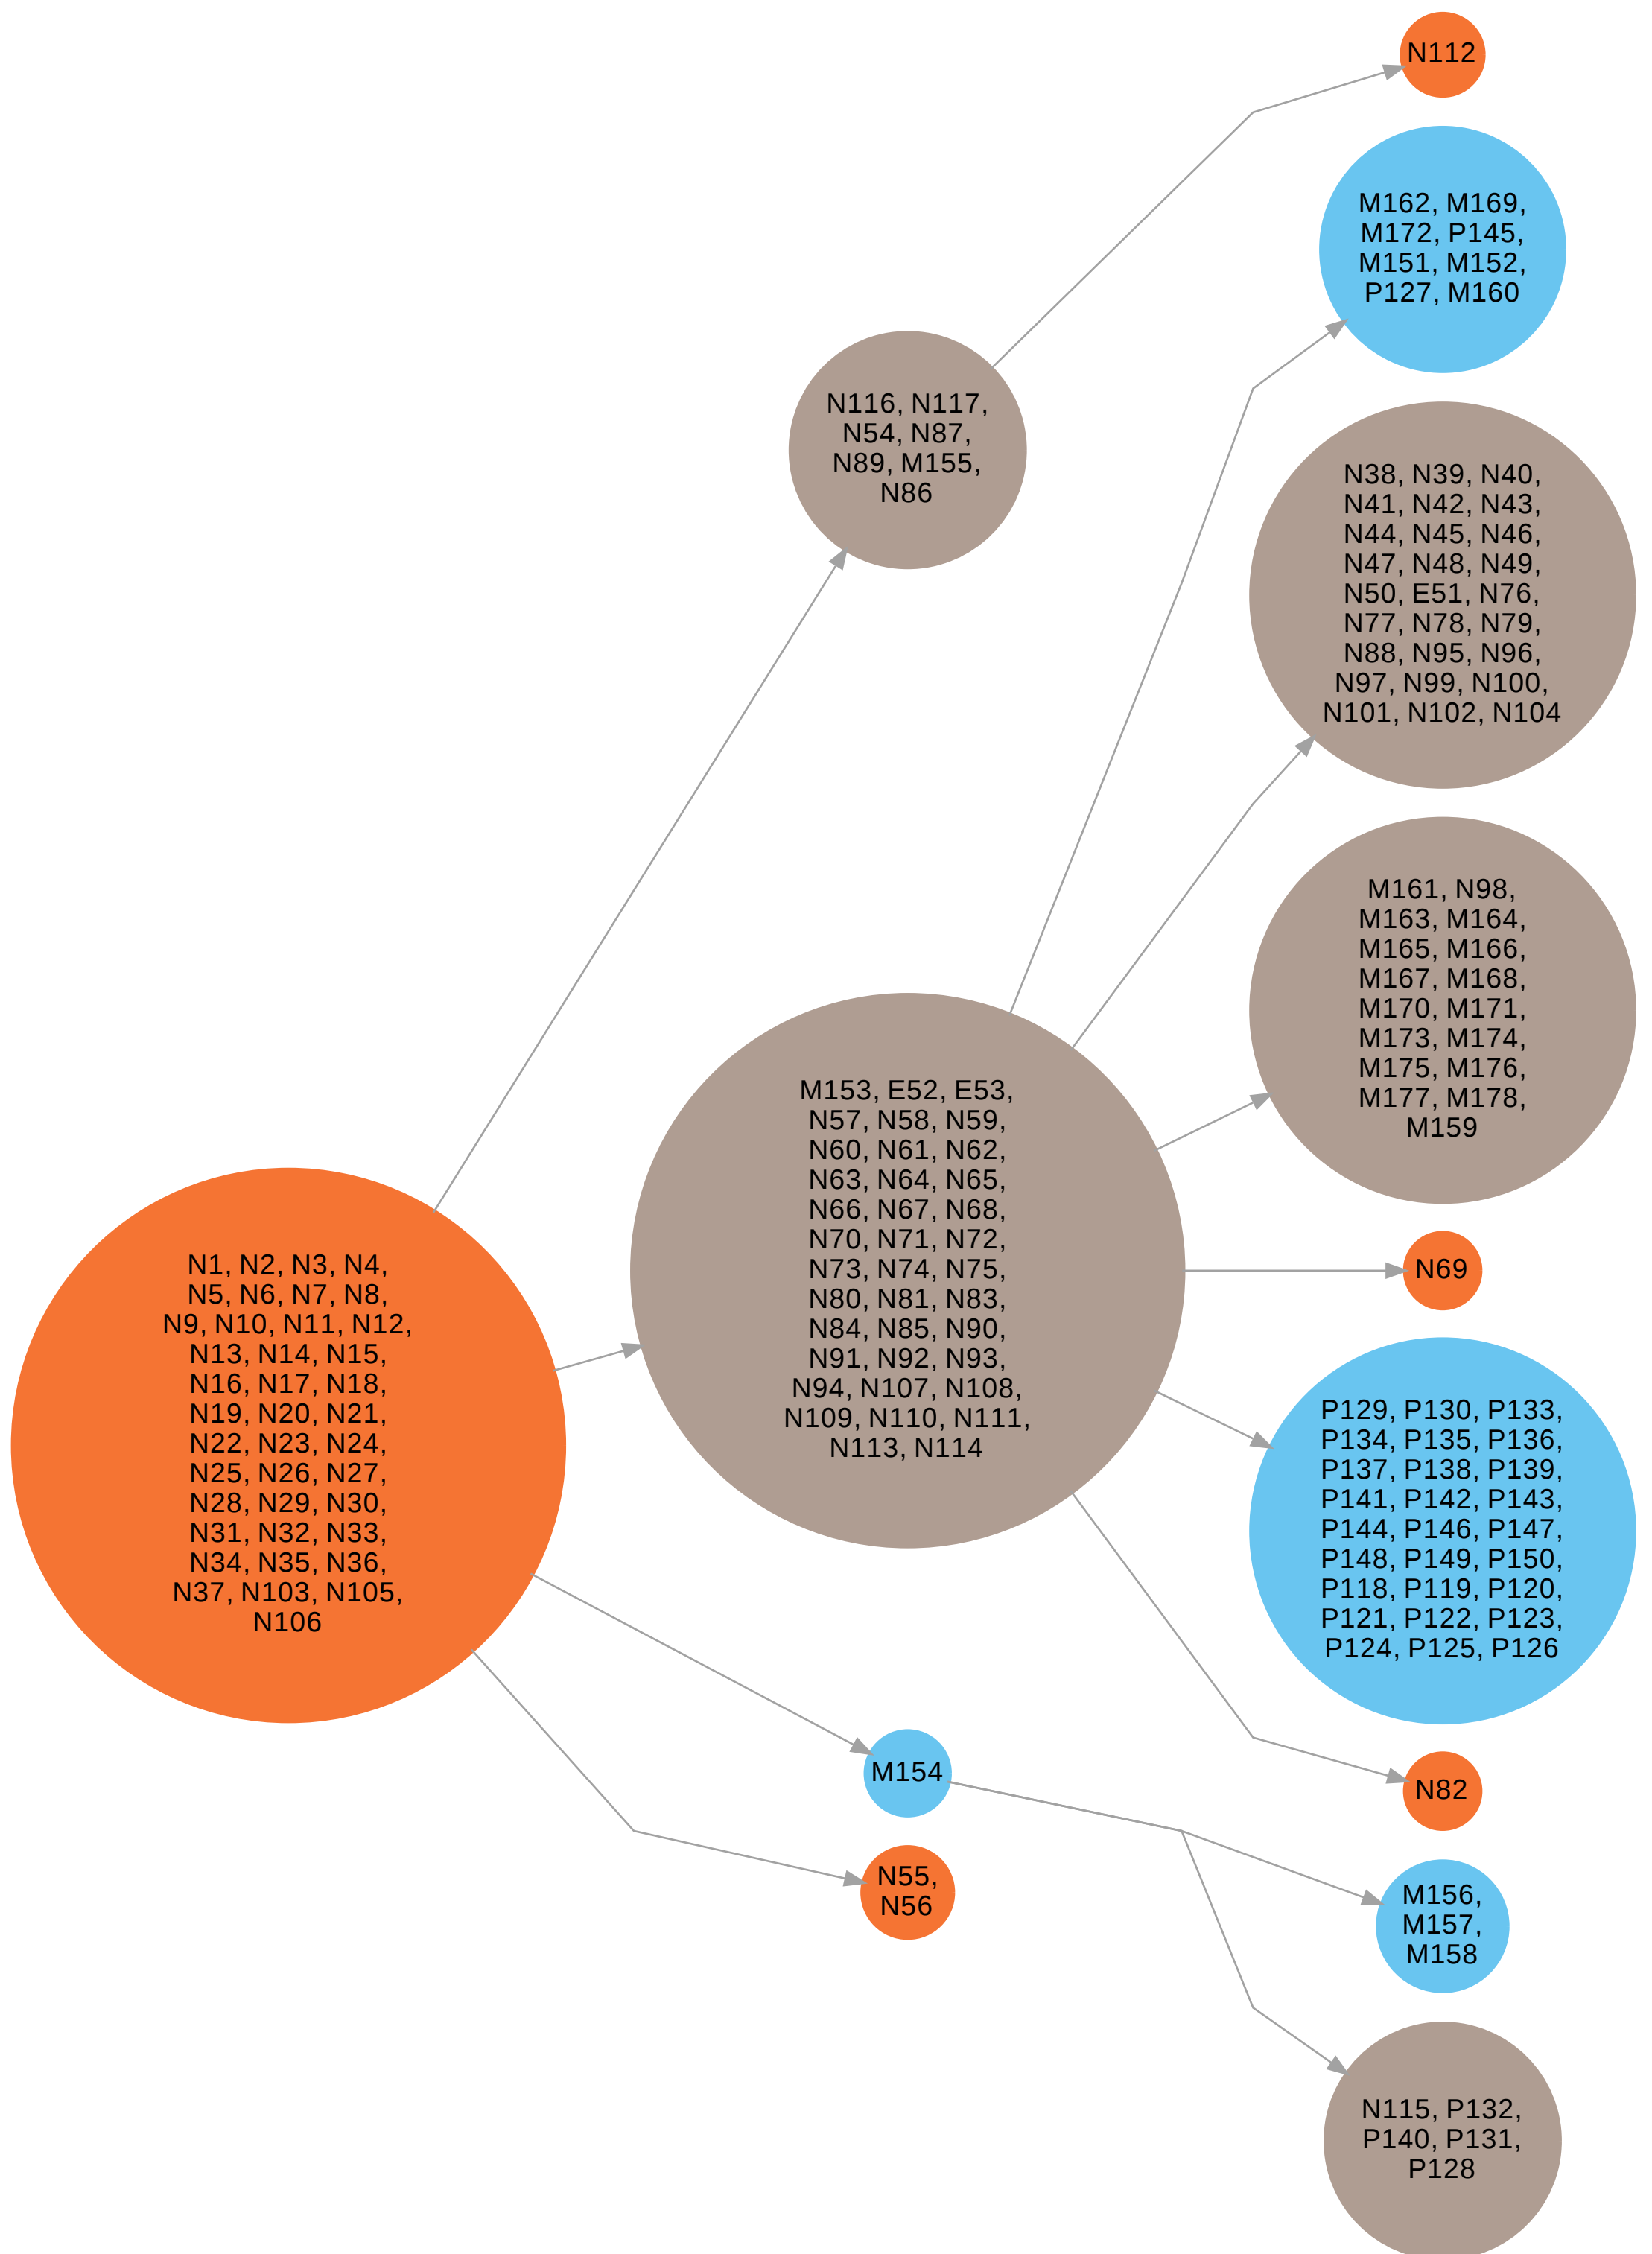 N112
M162, M169,
M172, P145,
M151, M152,
P127, M160
N116, N117,
N54, N87,
N89, M155,
N86
N38, N39, N40,
N41, N42, N43,
N44, N45, N46,
N47, N48, N49,
N50, E51, N76,
N77, N78, N79,
N88, N95, N96,
N97, N99, N100,
N101, N102, N104
M161, N98,
M163, M164,
M165, M166,
M167, M168,
M170, M171,
M173, M174,
M175, M176,
M177, M178,
M159
M153, E52, E53,
N57, N58, N59,
N60, N61, N62,
N63, N64, N65,
N66, N67, N68,
N70, N71, N72,
N73, N74, N75,
N80, N81, N83,
N84, N85, N90,
N91, N92, N93,
N94, N107, N108,
N109, N110, N111,
N113, N114
N69
N1, N2, N3, N4,
N5, N6, N7, N8,
N9, N10, N11, N12,
N13, N14, N15,
N16, N17, N18,
N19, N20, N21,
N22, N23, N24,
N25, N26, N27,
N28, N29, N30,
N31, N32, N33,
N34, N35, N36,
N37, N103, N105,
N106
P129, P130, P133,
P134, P135, P136,
P137, P138, P139,
P141, P142, P143,
P144, P146, P147,
P148, P149, P150,
P118, P119, P120,
P121, P122, P123,
P124, P125, P126
M154
N82
N55,
N56
M156,
M157,
M158
N115, P132,
P140, P131,
P128